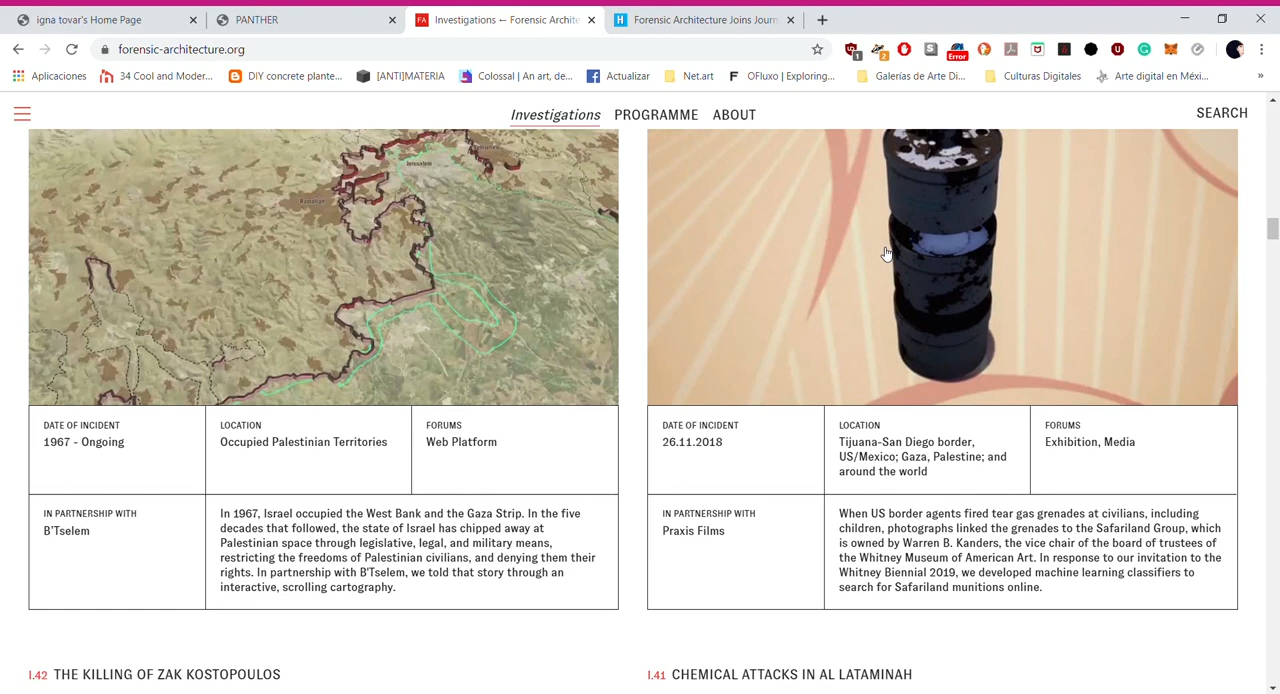 igna tovar's Home Page
PANTHER
Investigations ← Forensic Archite
Forensic Architecture Joins Journ
forensic-architecture.org
1
2
Error
Aplicaciones
34 Cool and Moder...
DIY concrete plante...
[ANTI]MATERIA
Colossal | An art, de...
Actualizar
Net.art
OFluxo | Exploring...
Galerías de Arte Di...
Culturas Digitales
Arte digital en Méxi...
»
Investigations
PROGRAMME
ABOUT
SEARCH
Jerusalem
Ramallah
DATE OF INCIDENT
1967 - Ongoing
LOCATION
Occupied Palestinian Territories
FORUMS
Web Platform
IN PARTNERSHIP WITH
B'Tselem
In 1967, Israel occupied the West Bank and the Gaza Strip. In the five
decades that followed, the state of Israel has chipped away at
Palestinian space through legislative, legal, and military means,
restricting the freedoms of Palestinian civilians, and denying them their
rights. In partnership with B'Tselem, we told that story through an
interactive, scrolling cartography.
DATE OF INCIDENT
26.11.2018
LOCATION
Tijuana-San Diego border,
US/Mexico; Gaza, Palestine; and
around the world
FORUMS
Exhibition, Media
IN PARTNERSHIP WITH
Praxis Films
When US border agents fired tear gas grenades at civilians, including
children, photographs linked the grenades to the Safariland Group, which
is owned by Warren B. Kanders, the vice chair of the board of trustees of
the Whitney Museum of American Art. In response to our invitation to the
Whitney Biennial 2019, we developed machine learning classifiers to
search for Safariland munitions online.
I.42 THE KILLING OF ZAK KOSTOPOULOS
I.41 CHEMICAL ATTACKS IN AL LATAMINAH